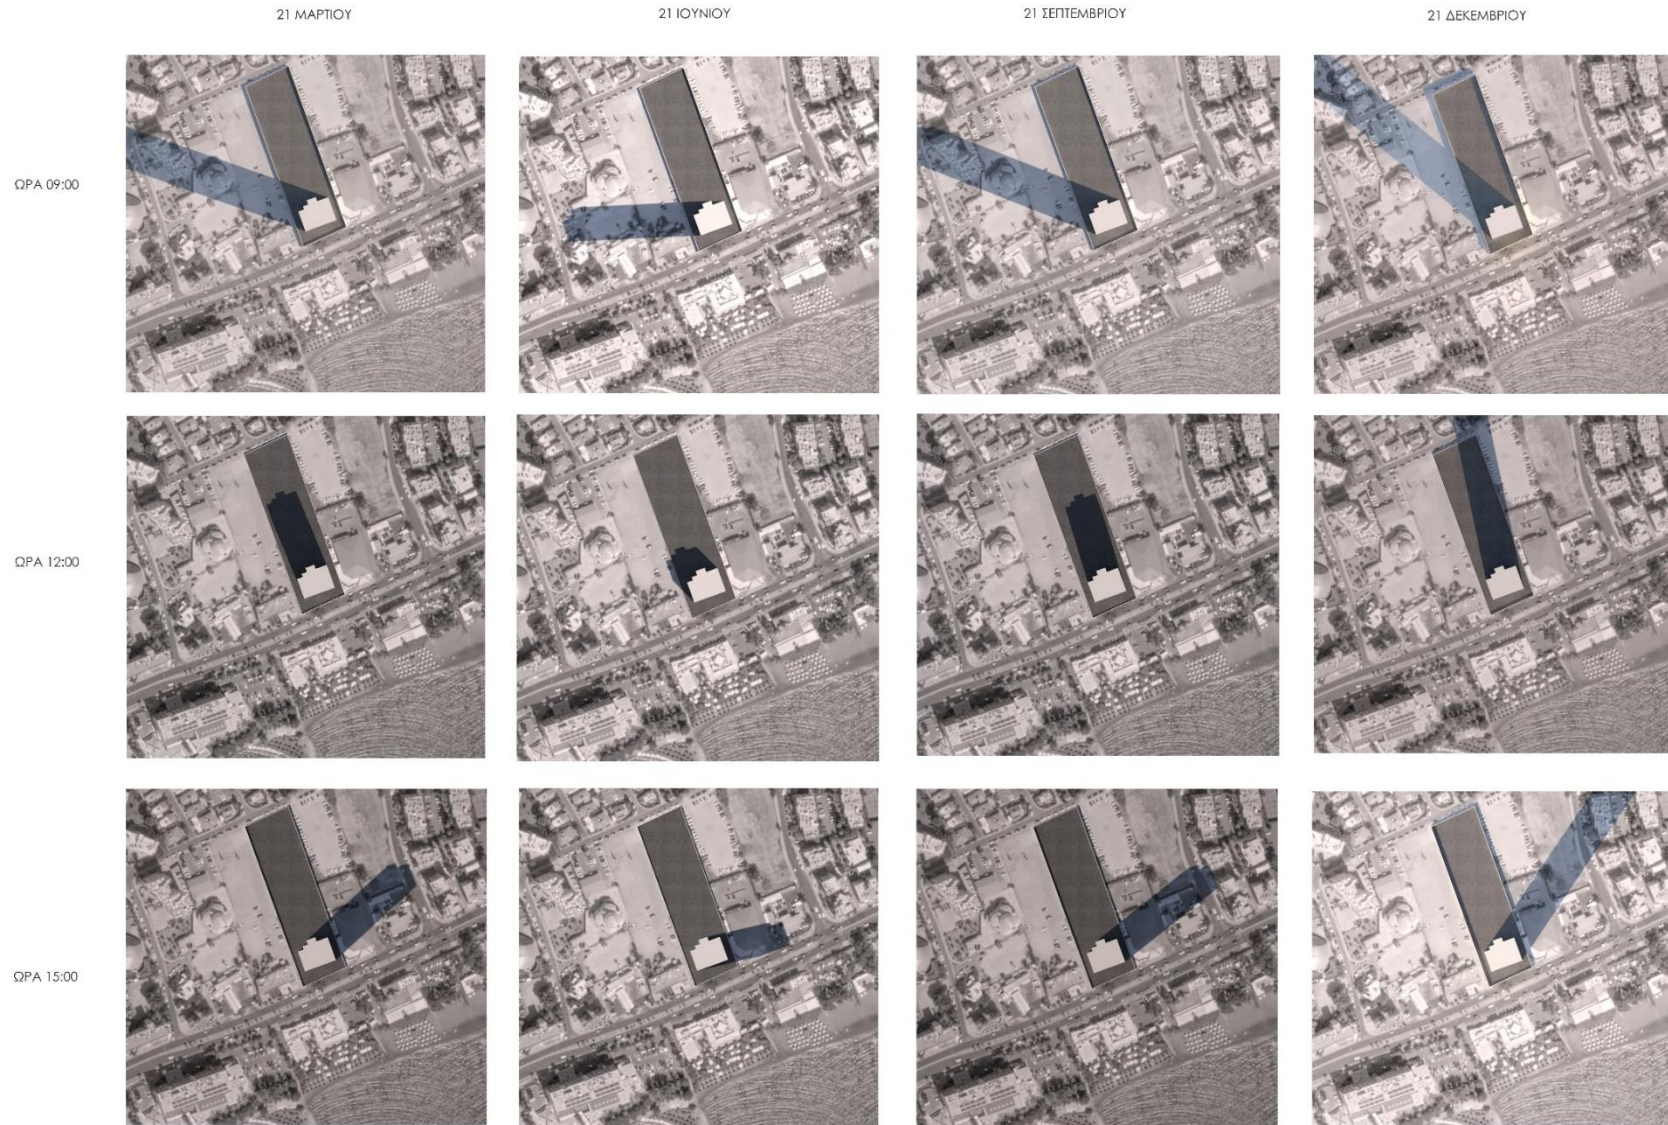 21 ΜΑΡΤΙΟΥ
21 ΙΟΥΝΙΟΥ
21 ΣΕΠΤΕΜΒΡΙΟΥ
21 ΔΕΚΕΜΒΡΙΟΥ
ΩΡΑ 09:00
ΩΡΑ 12:00
ΩΡΑ 15:00